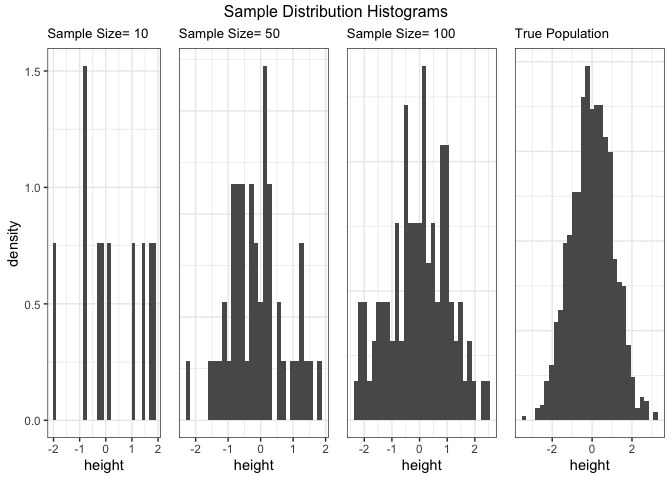 Sample Distribution Histograms
Sample Size= 10
Sample Size= 50
Sample Size= 100
True Population
density
1.5
1.0
0.5
0.0
-2 -1 0 1 2
-2 -1 0 1 2
-2 -1 0 1 2
-2 0 2
height
height
height
height